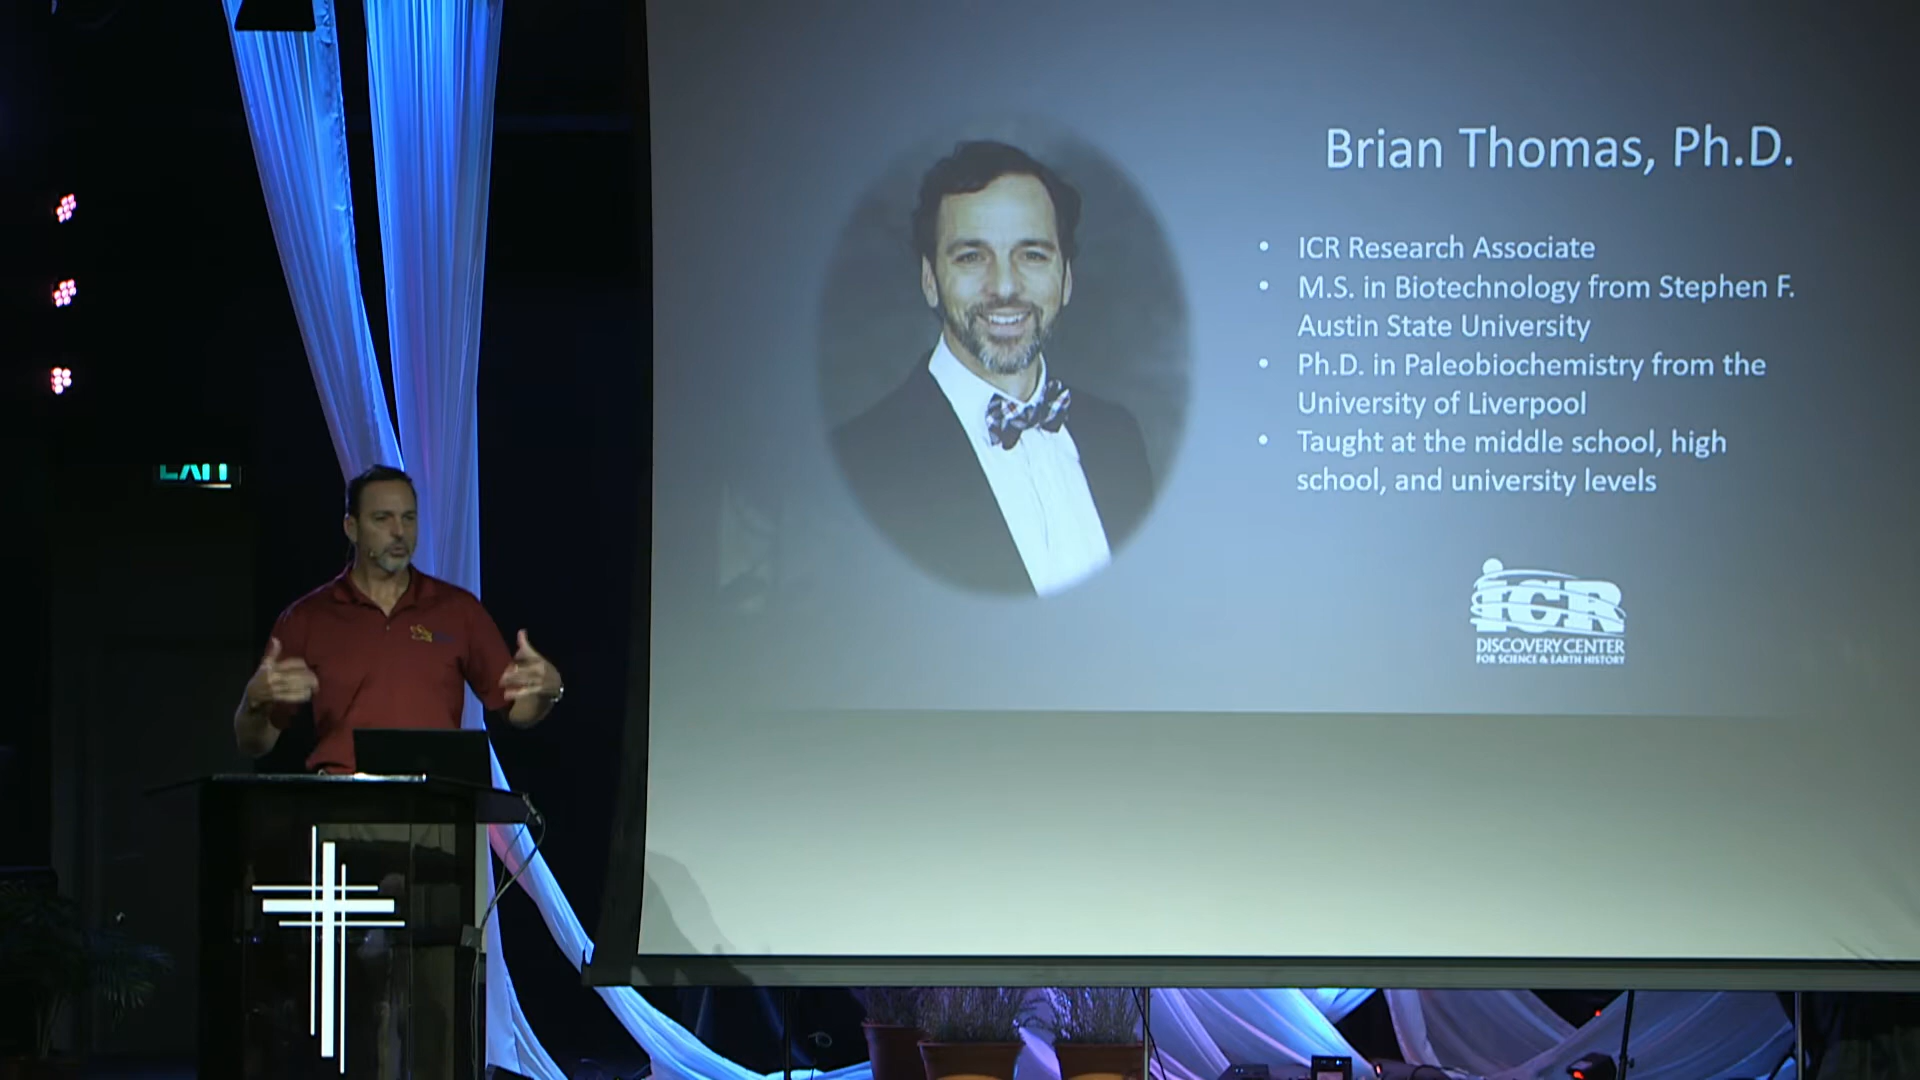 Brian Thomas, Ph.D.
• ICR Research Associate
• M.S. in Biotechnology from Stephen F.
Austin State University
• Ph.D. in Paleobiochemistry from the
University of Liverpool
• Taught at the middle school, high
school, and university levels
ICR
DISCOVERY CENTER
FOR SCIENCE & EARTH HISTORY
EXIT